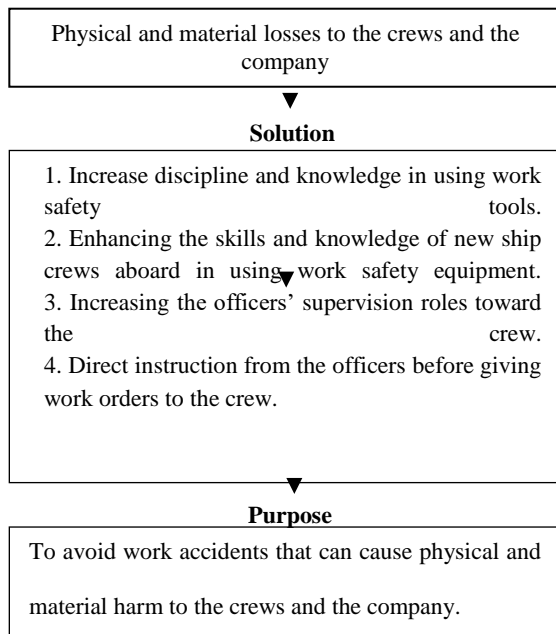 Physical and material losses to the crews and the
company
Solution
1. Increase discipline and knowledge in using work
safety tools.
2. Enhancing the skills and knowledge of new ship
crews aboard in using work safety equipment.
3. Increasing the officers’ supervision roles toward
the crew.
4. Direct instruction from the officers before giving
work orders to the crew.
Purpose
To avoid work accidents that can cause physical and
material harm to the crews and the company.